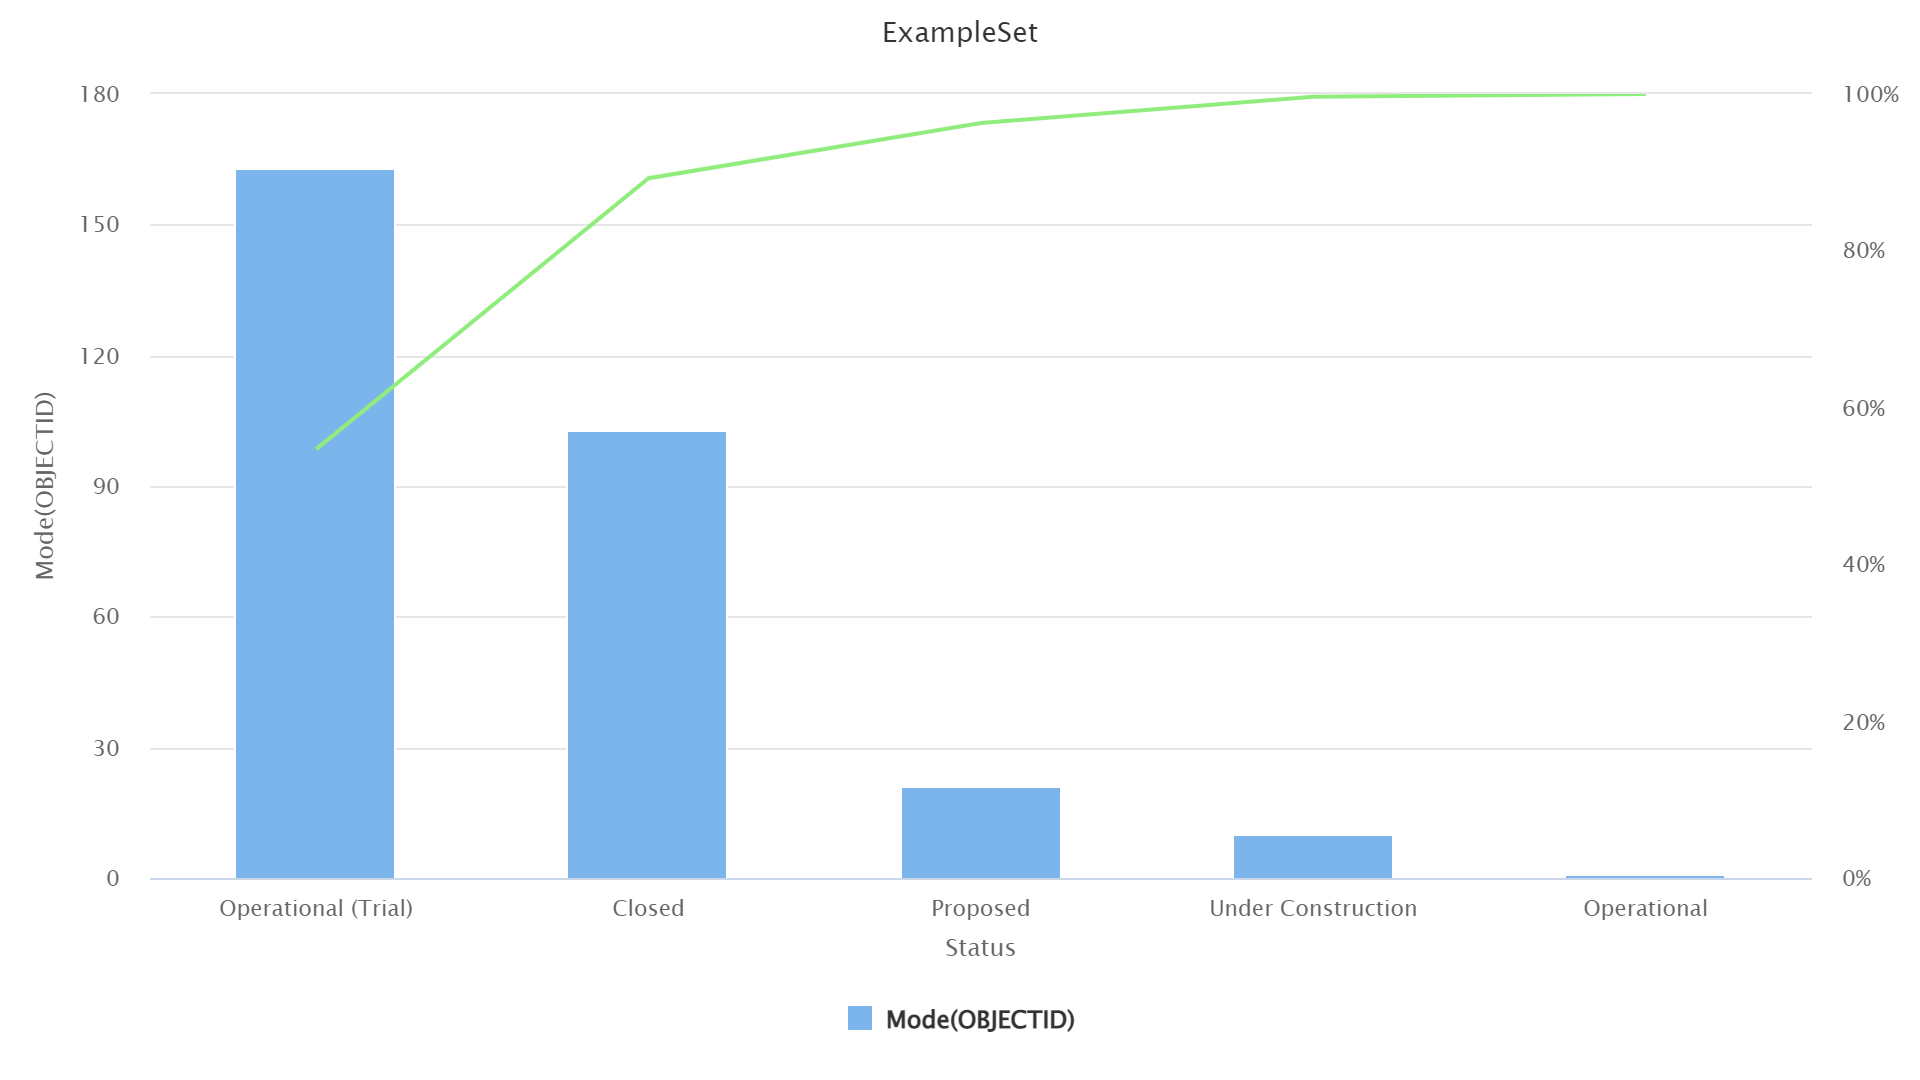 ExampleSet
180
150
120
90
60
30
0
Mode(OBJECTID)
100%
80%
60%
40%
20%
0%
Operational (Trial) Closed Proposed Under Construction Operational
Status
Mode(OBJECTID)